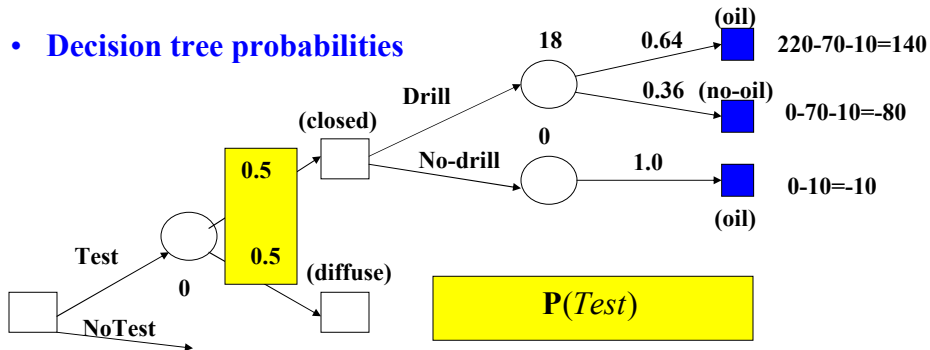 • Decision tree probabilities
(oil)
18
0.64
220-70-10=140
Drill
0.36
(no-oil)
0-70-10=-80
(closed)
0
No-drill
1.0
0-10=-10
(oil)
0.5
0.5
Test
0
(diffuse)
NoTest
P(Test)